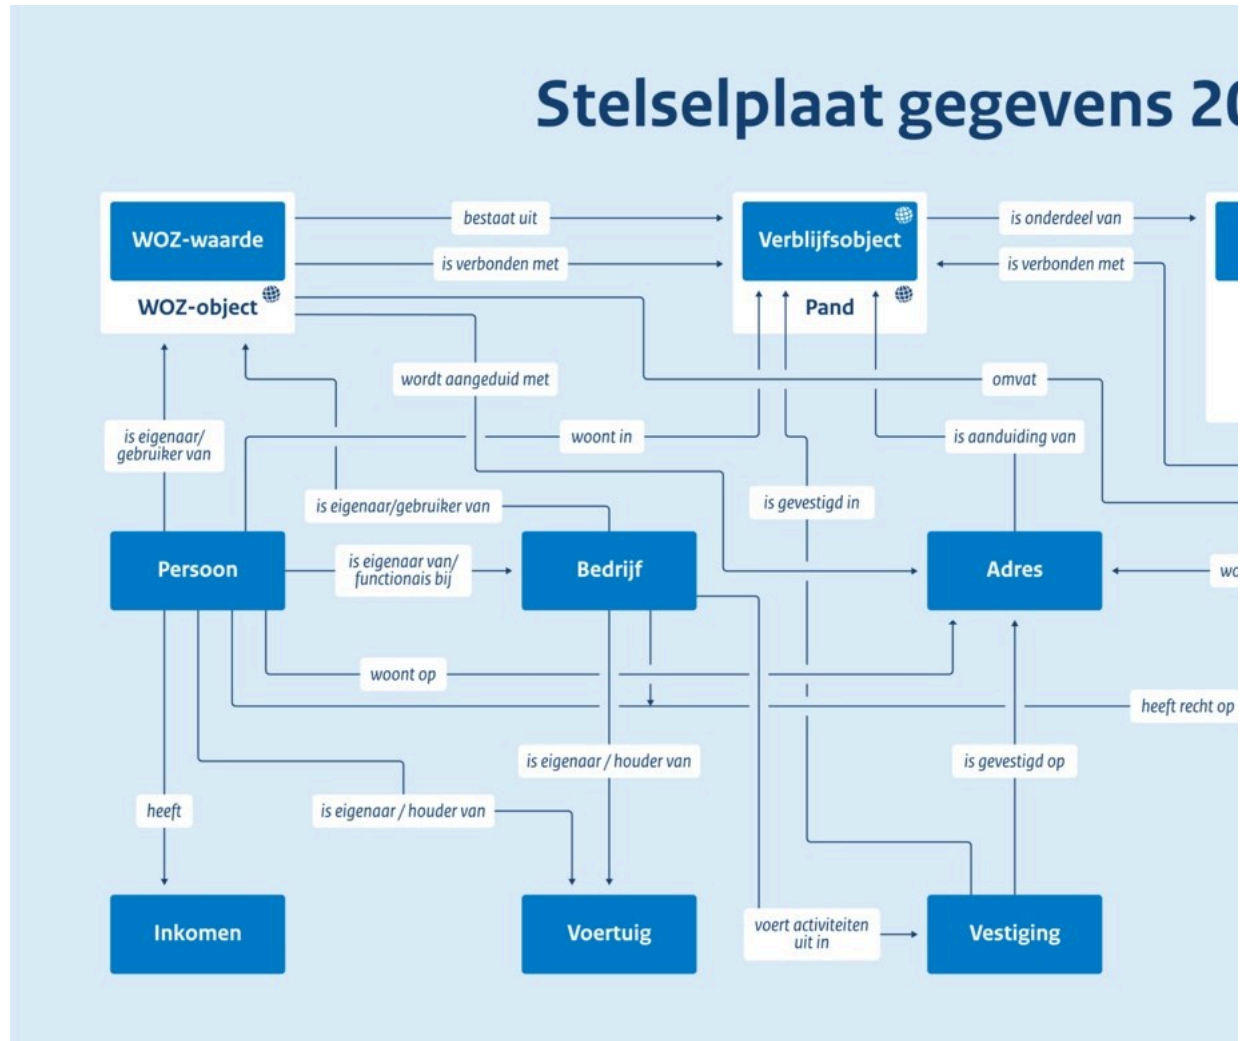 Stelselplaat gegevens 20
WOZ-waarde
bestaat uit
Verblijfsobject
is onderdeel van
is verbonden met
is verbonden met
WOZ-object
Pand
wordt aangeduid met
omvat
is eigenaar/
gebruiker van
woont in
is aanduiding van
is eigenaar/gebruiker van
is gevestigd in
Persoon
is eigenaar van/
functionais bij
Bedrijf
Adres
woont op
heeft recht op
is eigenaar / houder van
is gevestigd op
heeft
is eigenaar / houder van
Inkomen
Voertuig
voert activiteiten
uit in
Vestiging